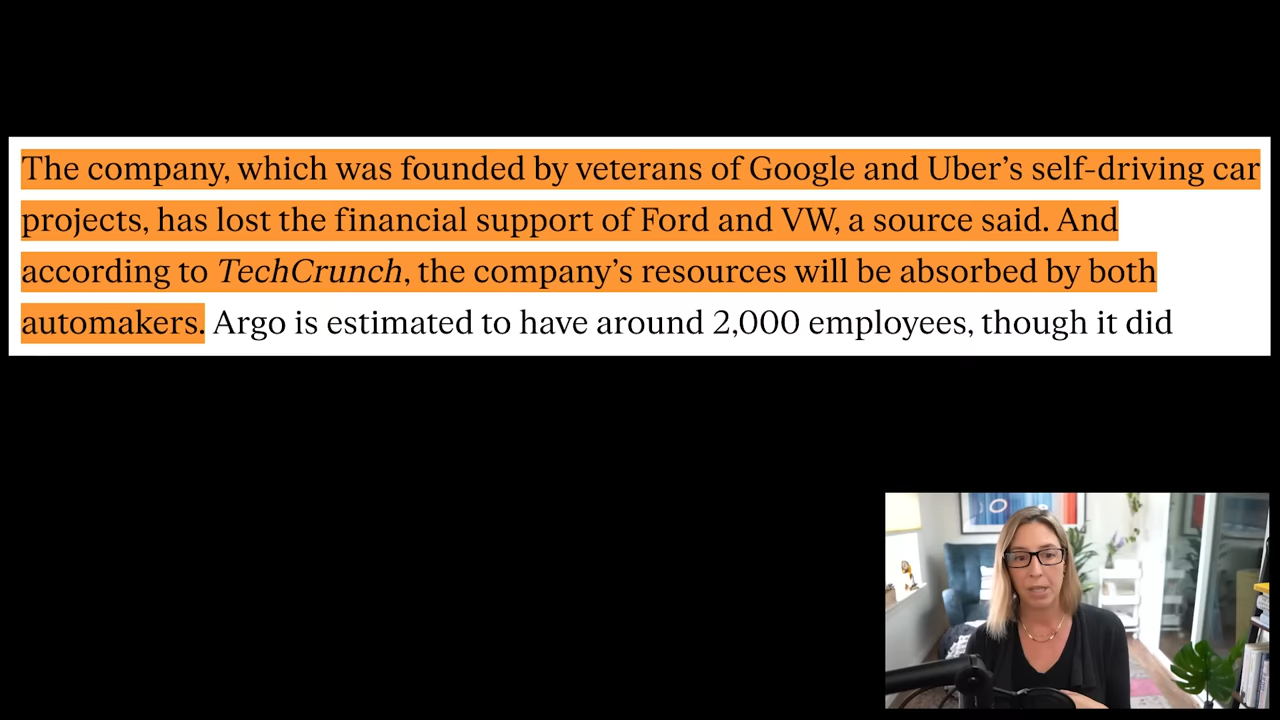 The company, which was founded by veterans of Google and Uber’s self-driving car
projects, has lost the financial support of Ford and VW, a source said. And
according to TechCrunch, the company’s resources will be absorbed by both
automakers. Argo is estimated to have around 2,000 employees, though it did